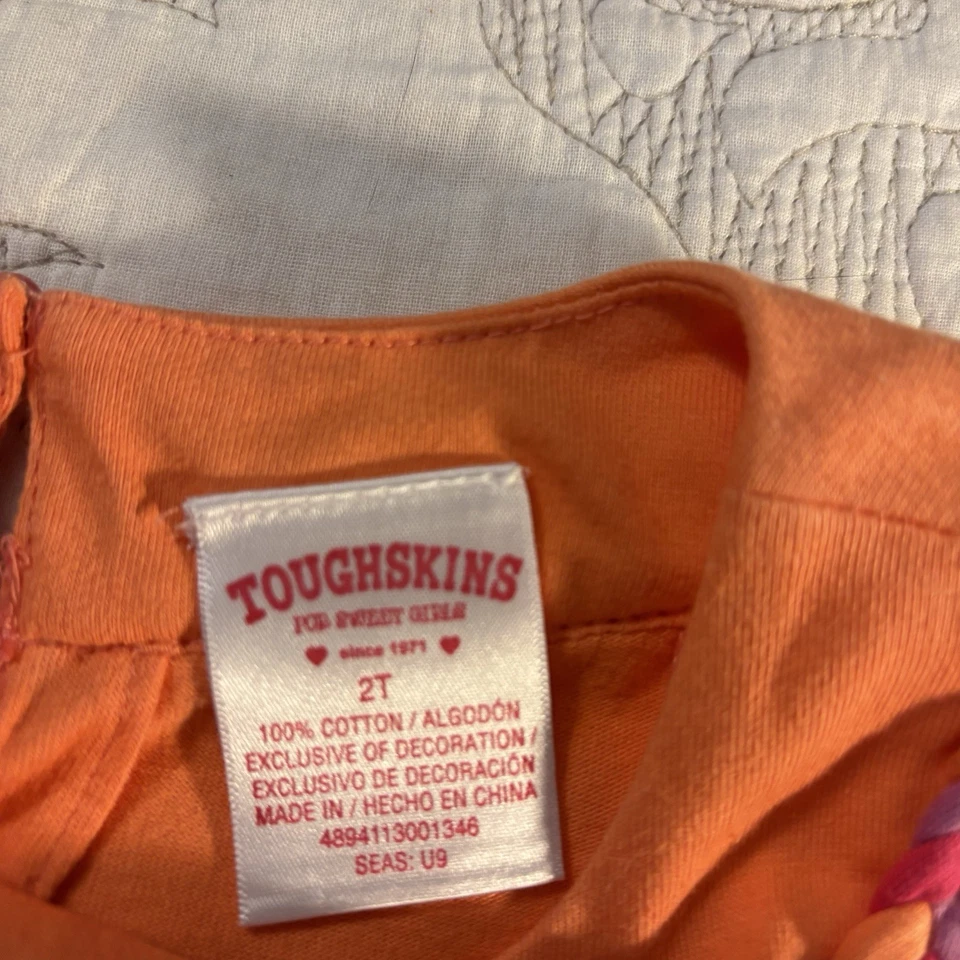 TOUGHSKINS
FOR SWEET GIRLS
since 1971
2T
100% COTTON / ALGODÓN
EXCLUSIVE OF DECORATION /
EXCLUSIVO DE DECORACIÓN
MADE IN / HECHO EN CHINA
4894113001346
SEAS: U9